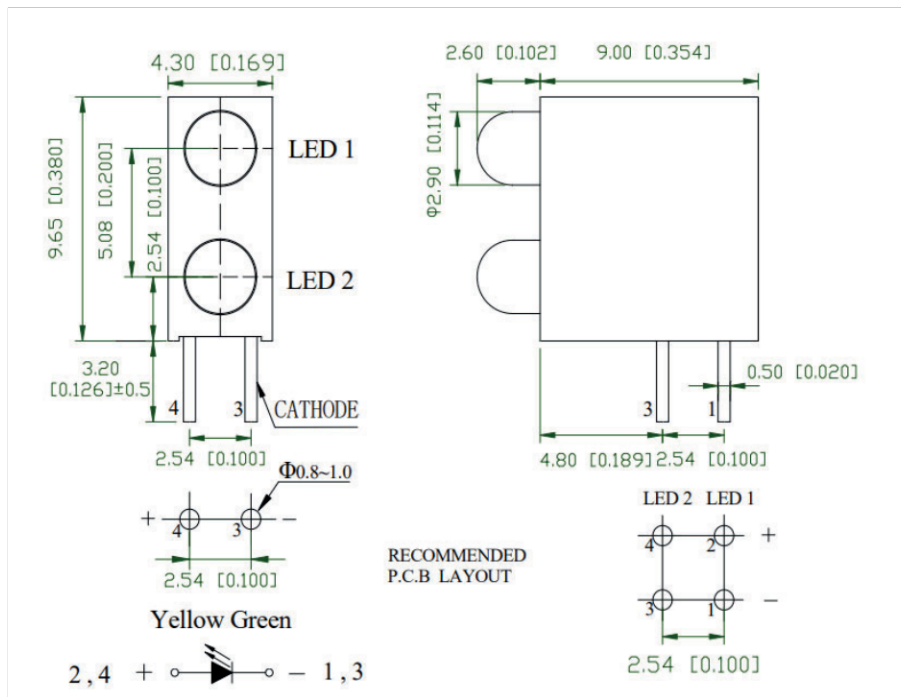 4.30 [0.169]
2.60 [0.102]
9.00 [0.354]
9.65 [0.380]
5.08 [0.200]
2.54 [0.100]
LED 1
LED 2
Φ2.90 [0.114]
3.20
[0.126]±0.5
4
3
CATHODE
2.54 [0.100]
3
1
0.50 [0.020]
4.80 [0.189]
2.54 [0.100]
Φ0.8~1.0
+
4
3
−
2.54 [0.100]
RECOMMENDED
P.C.B LAYOUT
LED 2
LED 1
4
2
+
3
1
−
2.54 [0.100]
Yellow Green
2,4 + − 1,3